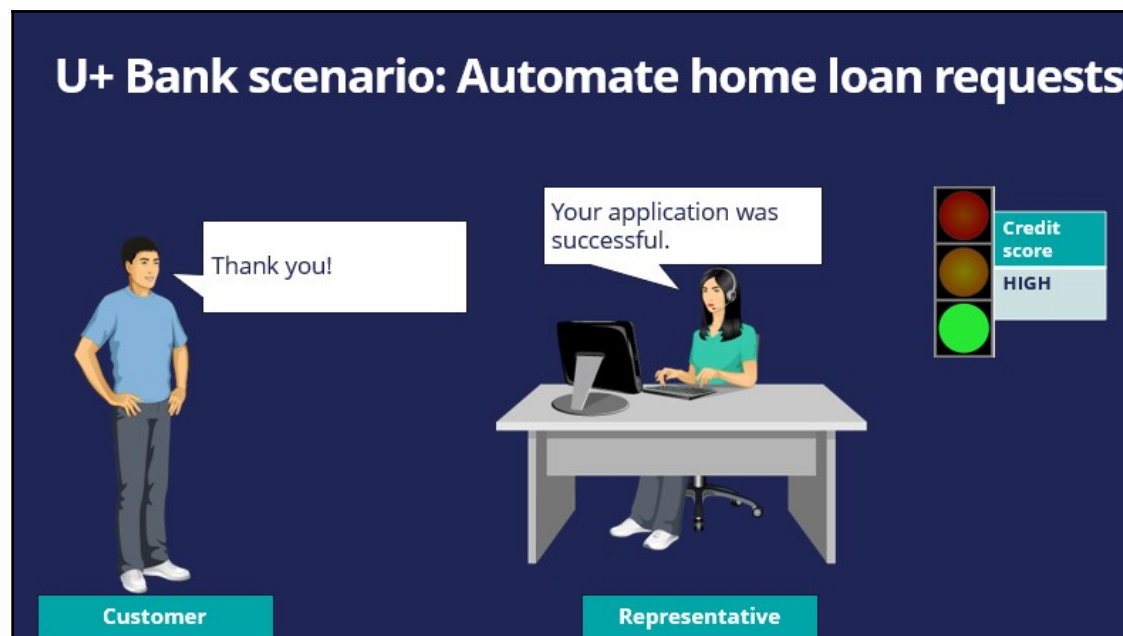 U+ Bank scenario: Automate home loan requests
Thank you!
Your application was
successful.
Credit
score
HIGH
Customer
Representative